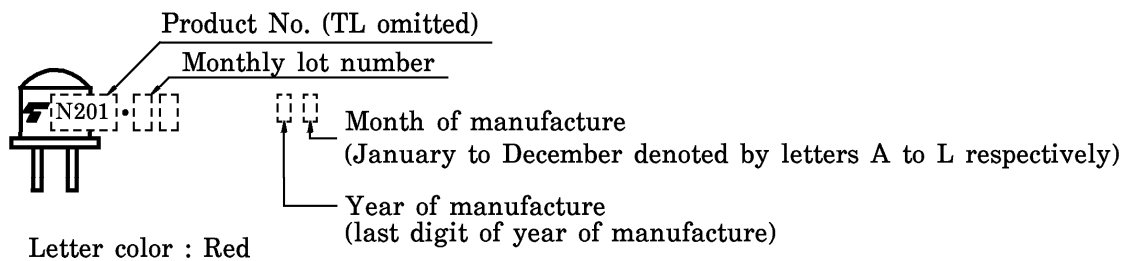 Product No. (TL omitted)
Monthly lot number
N201
Month of manufacture
(January to December denoted by letters A to L respectively)
Year of manufacture
(last digit of year of manufacture)
Letter color : Red